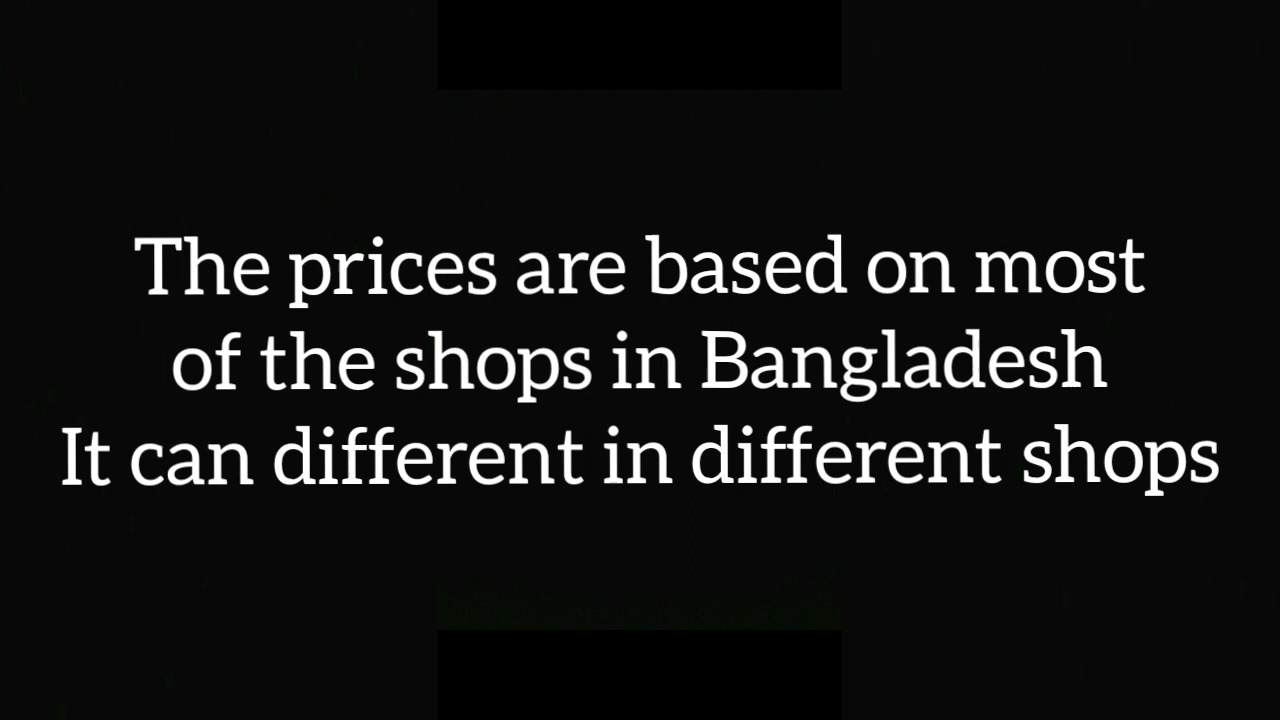 The prices are based on most
of the shops in Bangladesh
It can different in different shops